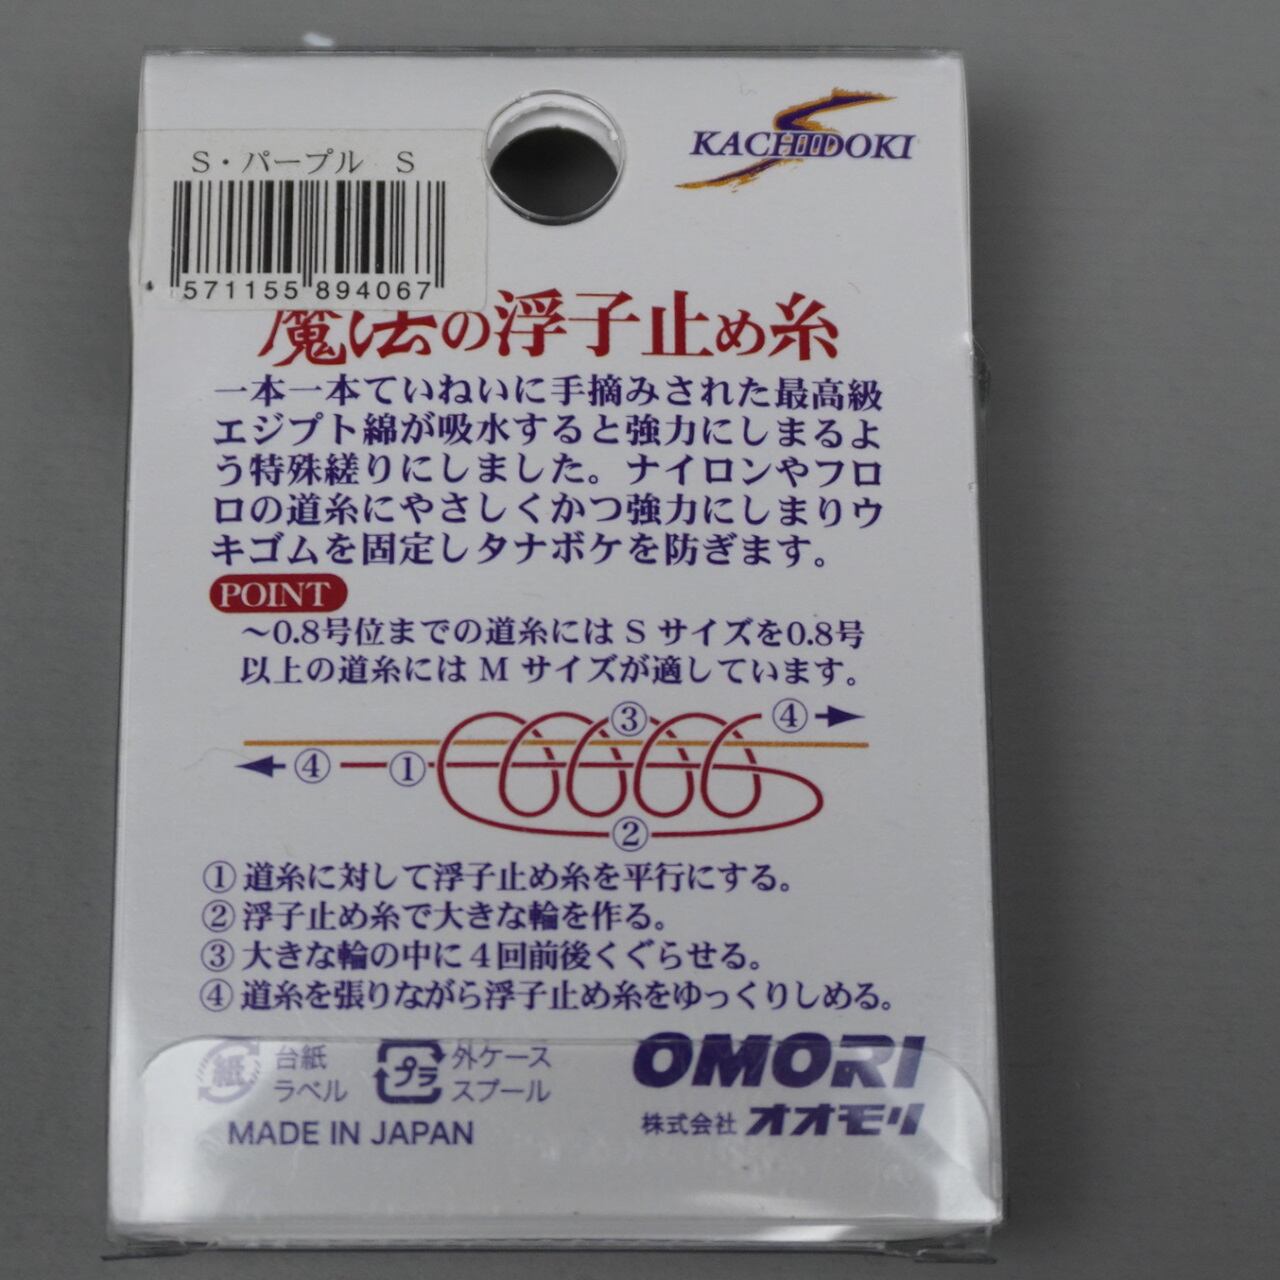 KACHIDOKI
S・パープル S
571155 894067
魔法の浮子止め糸
一本一本ていねいに手摘みされた最高級
エジプト綿が吸水すると強力にしまるよ
う特殊縒りにしました。ナイロンやフロ
ロの道糸にやさしくかつ強力にしまりウ
キゴムを固定しタナボケを防ぎます。
POINT
～0.8号位までの道糸には S サイズを0.8号
以上の道糸には M サイズが適しています。
③ ④
④ ①
②
① 道糸に対して浮子止め糸を平行にする。
② 浮子止め糸で大きな輪を作る。
③ 大きな輪の中に4回前後くぐらせる。
④ 道糸を張りながら浮子止め糸をゆっくりしめる。
紙 台紙
ラベル
プラ 外ケース
スプール
MADE IN JAPAN
OMORI
株式会社 オオモリ